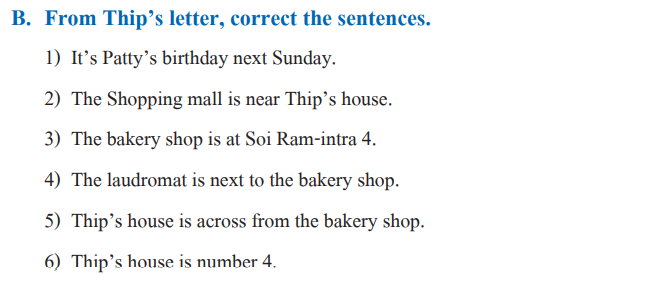 B. From Thip's letter, correct the sentences.
1) It's Patty's birthday next Sunday.
2) The Shopping mall is near Thip's house.
3) The bakery shop is at Soi Ram-intra 4.
4) The laudromat is next to the bakery shop.
5) Thip's house is across from the bakery shop.
6) Thip's house is number 4.